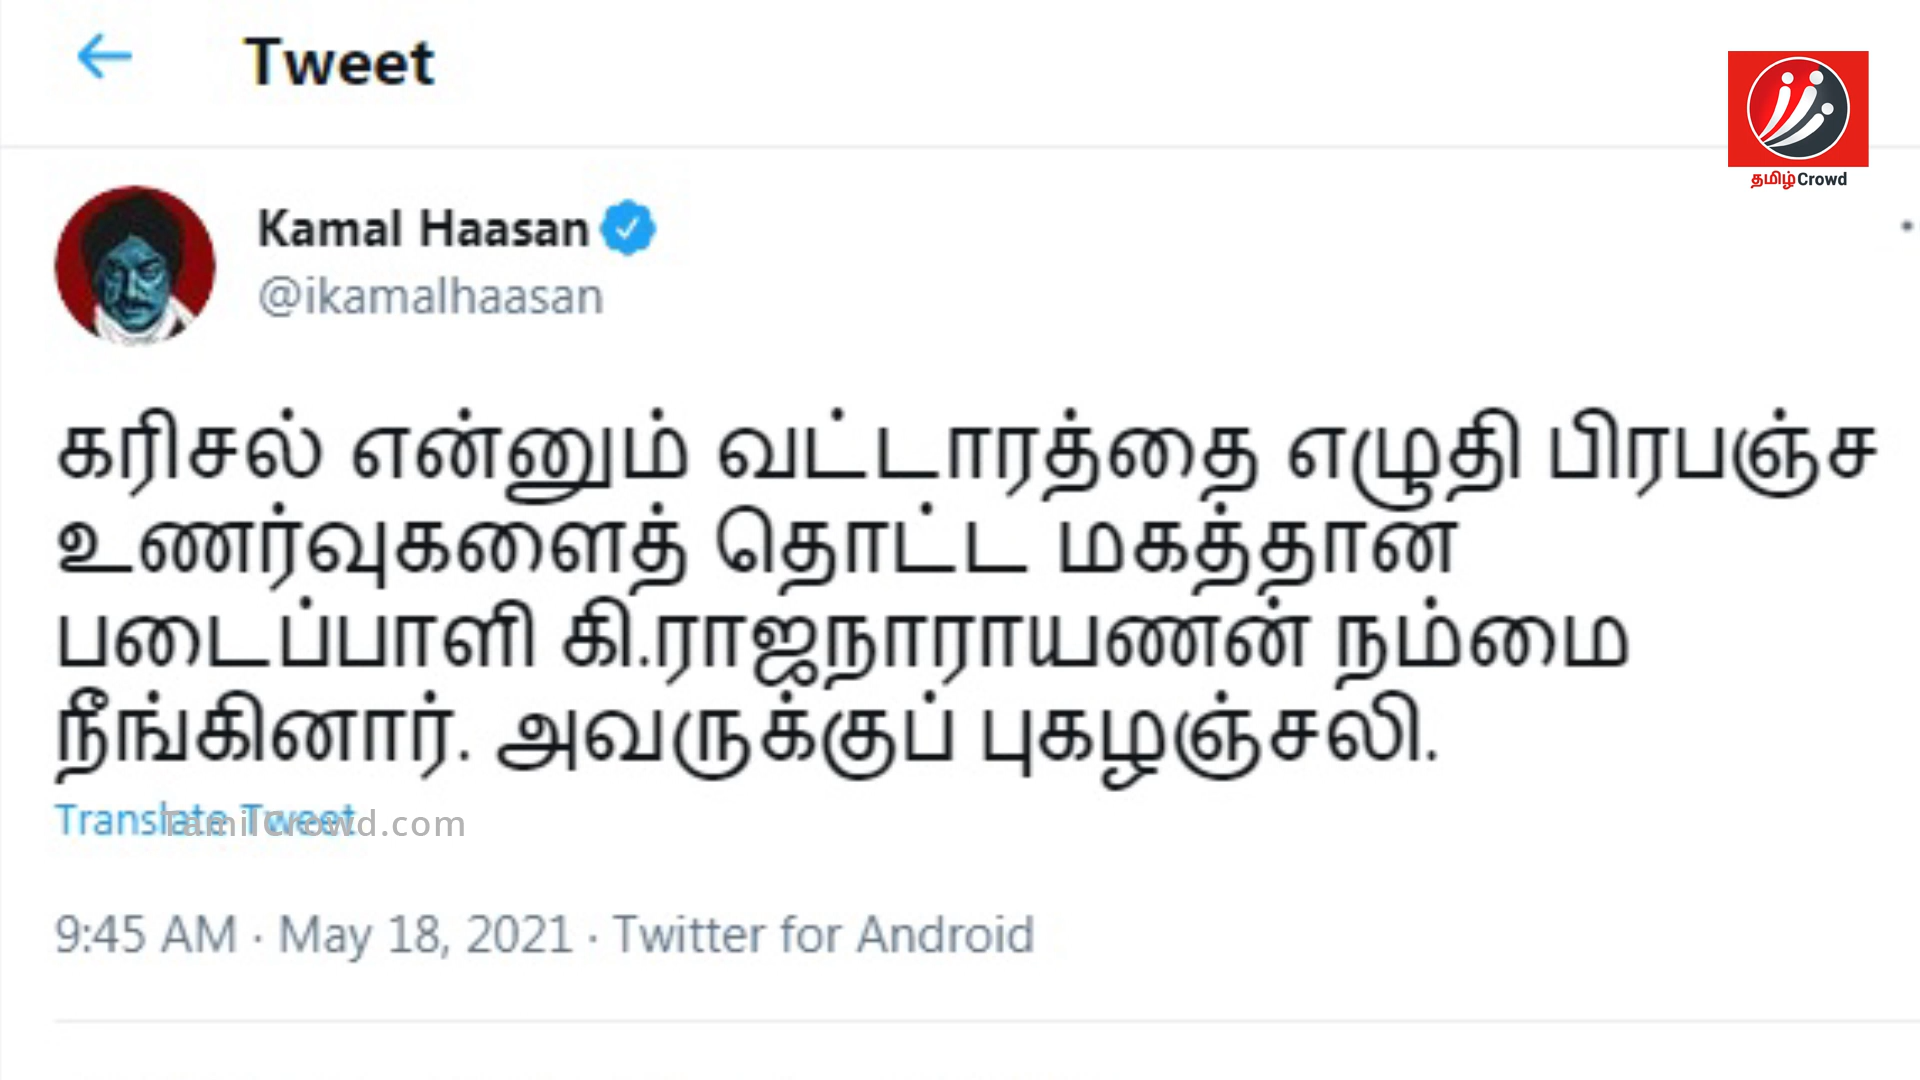 Tweet
தமிழ்Crowd
Kamal Haasan
@ikamalhaasan
கரிசல் என்னும் வட்டாரத்தை எழுதி பிரபஞ்ச
உணர்வுகளைத் தொட்ட மகத்தான
படைப்பாளி கி.ராஜநாராயணன் நம்மை
நீங்கினார். அவருக்குப் புகழஞ்சலி.
Translate Tweet
TamilCrowd.com
9:45 AM · May 18, 2021 · Twitter for Android